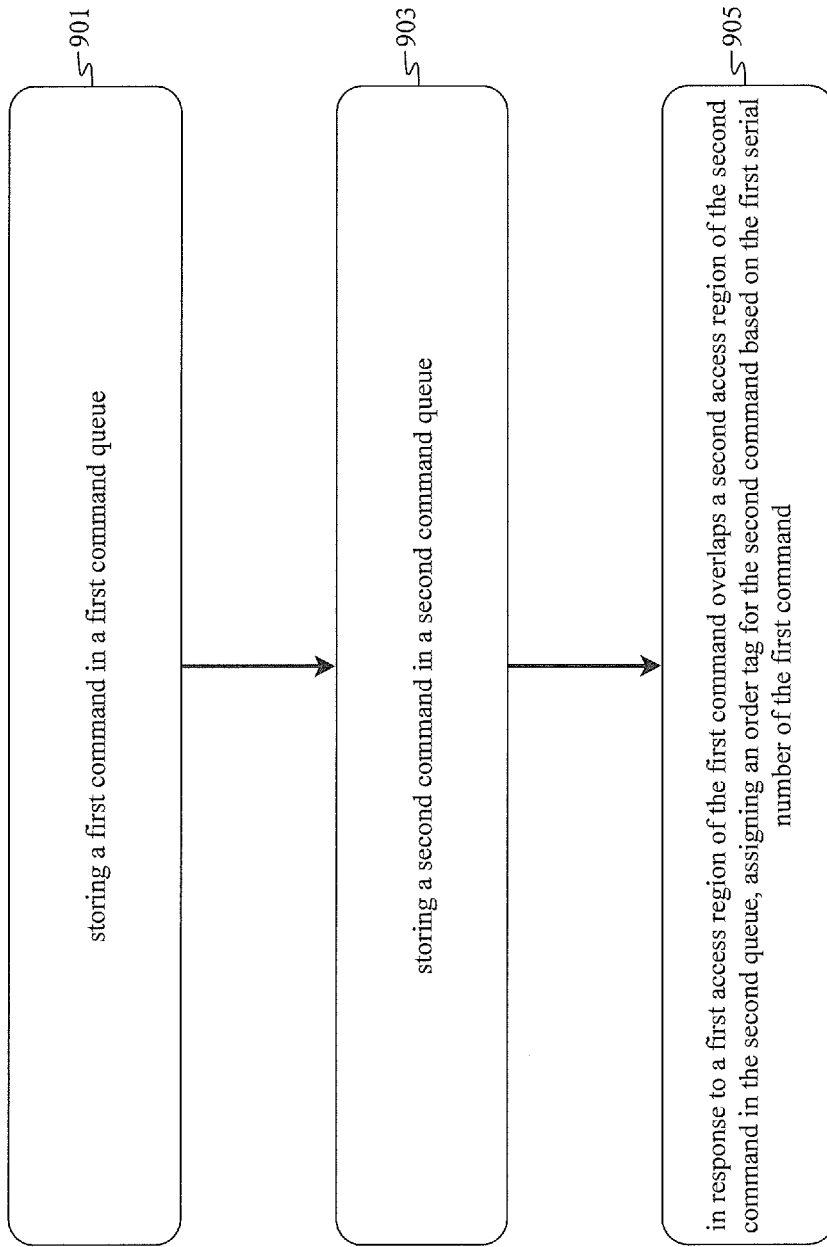 901
storing a first command in a first command queue
903
storing a second command in a second command queue
905
in response to a first access region of the first command overlaps a second access region of the second
command in the second queue, assigning an order tag for the second command based on the first serial
number of the first command